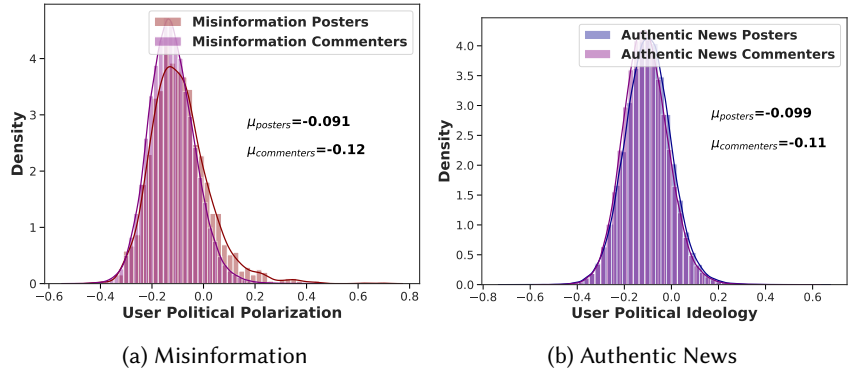 Misinformation Posters
Misinformation Commenters
μposters=-0.091
μcommenters=-0.12
Density
0
1
2
3
4
−0.6
−0.4
−0.2
0.0
0.2
0.4
0.6
0.8
User Political Polarization
(a) Misinformation
Authentic News Posters
Authentic News Commenters
μposters=-0.099
μcommenters=-0.11
Density
0.0
0.5
1.0
1.5
2.0
2.5
3.0
3.5
4.0
−0.8
−0.6
−0.4
−0.2
0.0
0.2
0.4
0.6
User Political Ideology
(b) Authentic News